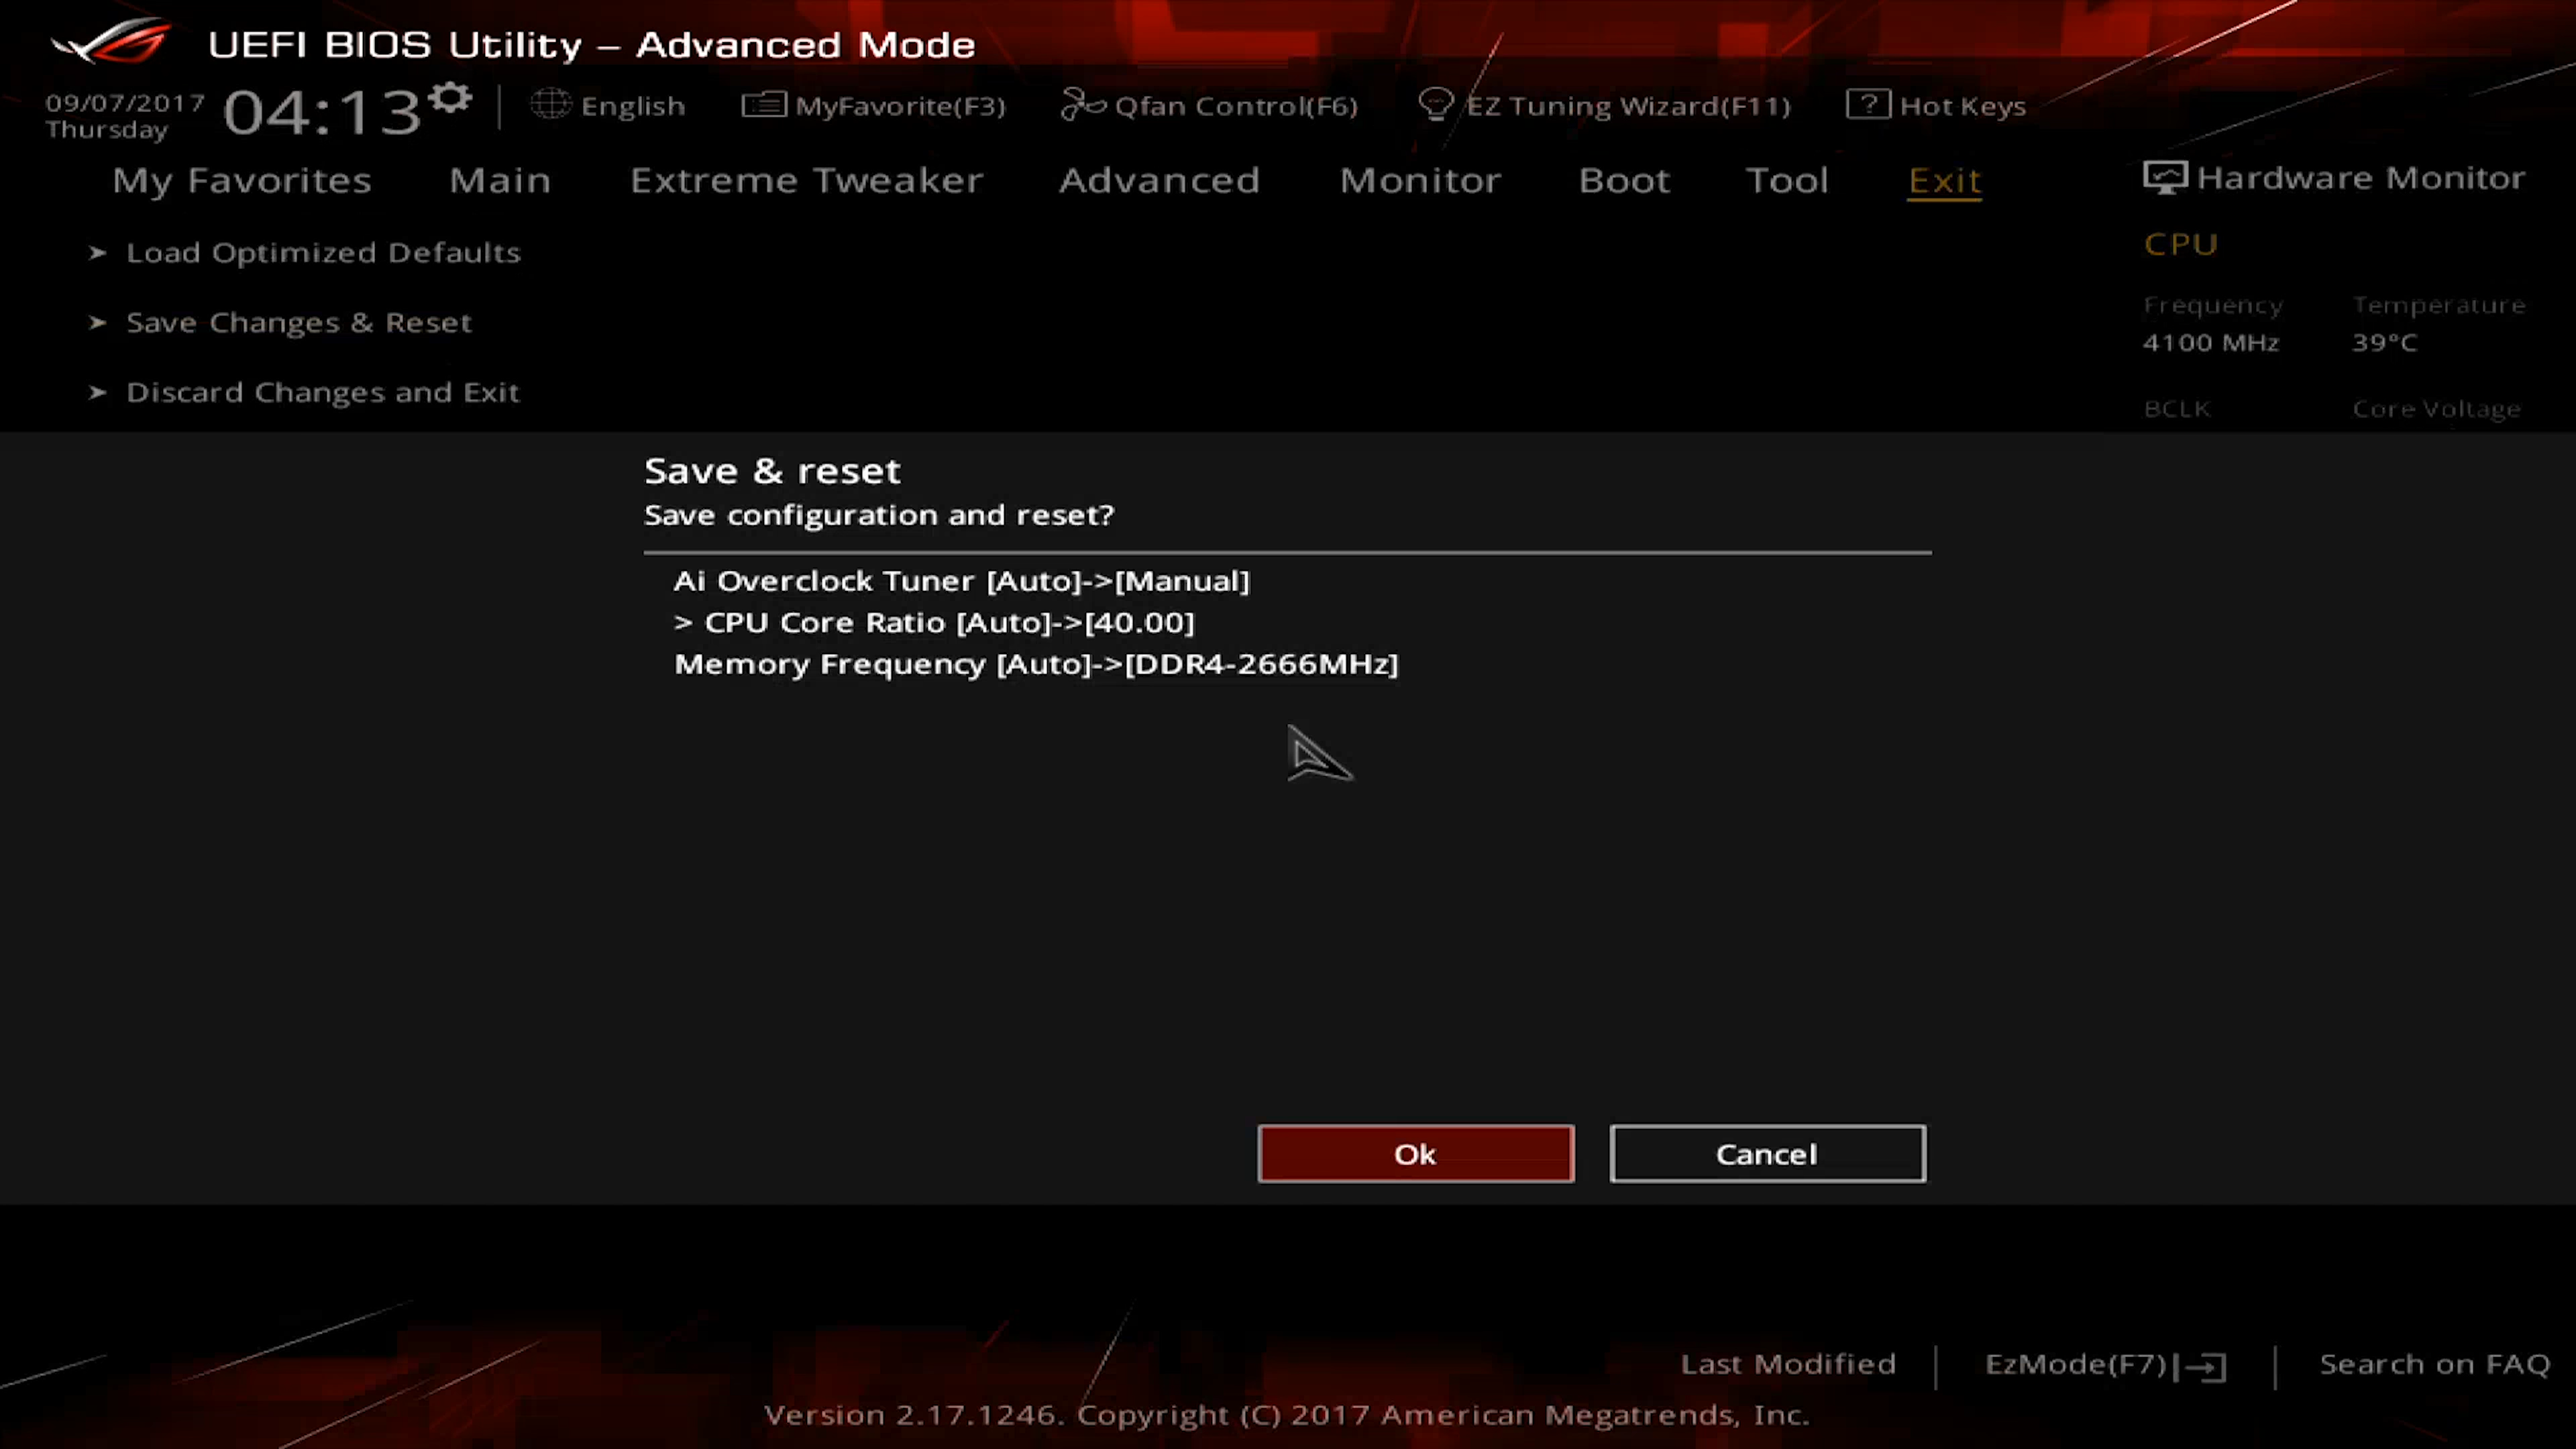 UEFI BIOS Utility – Advanced Mode
09/07/2017
Thursday
04:13
English
MyFavorite(F3)
Qfan Control(F6)
EZ Tuning Wizard(F11)
? Hot Keys
My Favorites
Main
Extreme Tweaker
Advanced
Monitor
Boot
Tool
Exit
Hardware Monitor
Load Optimized Defaults
Save Changes & Reset
Discard Changes and Exit
CPU
Frequency
Temperature
4100 MHz
39°C
BCLK
Core Voltage
Save & reset
Save configuration and reset?
Ai Overclock Tuner [Auto]->[Manual]
> CPU Core Ratio [Auto]->[40.00]
Memory Frequency [Auto]->[DDR4-2666MHz]
Ok
Cancel
Last Modified
EzMode(F7)
Search on FAQ
Version 2.17.1246. Copyright (C) 2017 American Megatrends, Inc.